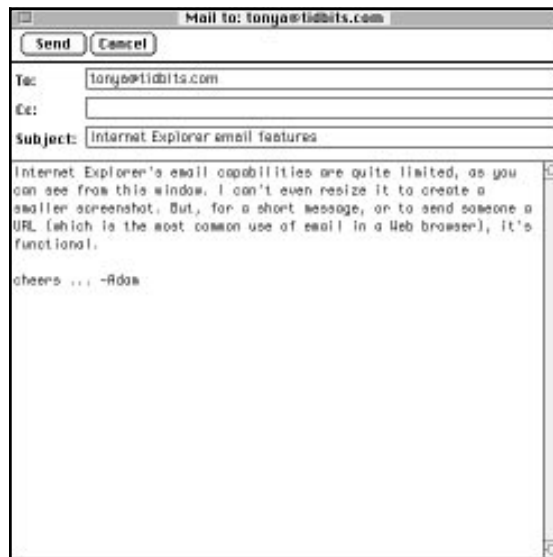 Mail to: tonya@tidbits.com
Send Cancel
To: tonya@tidbits.com
Cc:
Subject: Internet Explorer email features
Internet Explorer's email capabilities are quite limited, as you
can see from this window. I can't even resize it to create a
smaller screenshot. But, for a short message, or to send someone a
URL (which is the most common use of email in a Web browser), it's
functional.
cheers ... -Adam